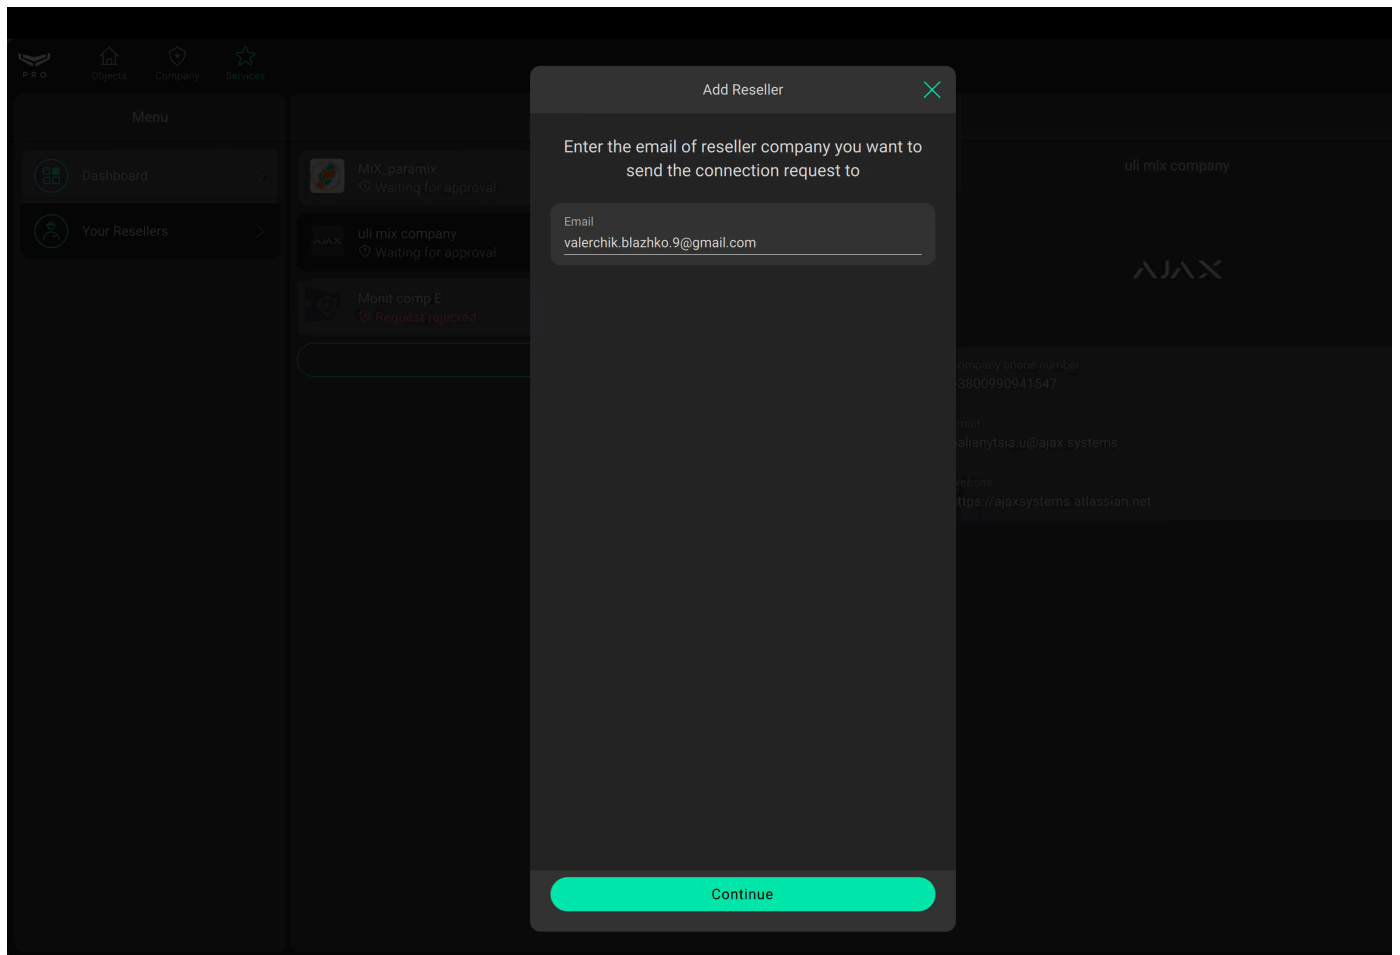 PRO
Objects
Company
Services
Menu
Dashboard
Your Resellers
MiX_paramix
Waiting for approval
AJAX
uli mix company
Waiting for approval
Monit comp E
Request rejected
Add Reseller
Enter the email of reseller company you want to
send the connection request to
Email
valerchik.blazhko.9@gmail.com
Continue
uli mix company
AJAX
ompany phone number
3800990941547
mail
alianytsia.u@ajax.systems
ebsite
ttps://ajaxsystems.atlassian.net